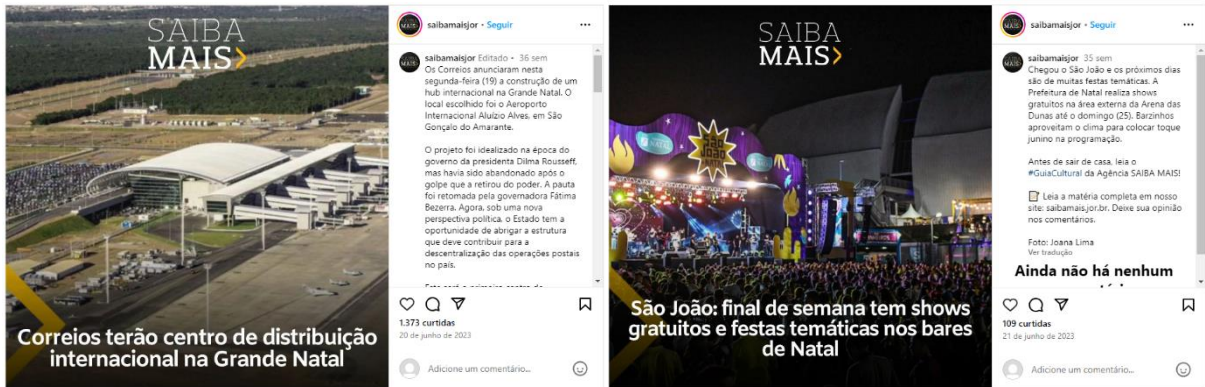 SAIBA
MAIS>
Correios terão centro de distribuição
internacional na Grande Natal
saibamaisjor • Seguir
saibamaisjor Editado • 36 sem
Os Correios anunciaram nesta
segunda-feira (19) a construção de um
hub internacional na Grande Natal. O
local escolhido foi o Aeroporto
Internacional Aluízio Alves, em São
Gonçalo do Amarante.
O projeto foi idealizado na época do
governo da presidenta Dilma Rousseff,
mas havia sido abandonado após o
golpe que a retirou do poder. A pauta
foi retomada pela governadora Fátima
Bezerra. Agora, sob uma nova
perspectiva política, o Estado tem a
oportunidade de abrigar a estrutura
que deve contribuir para a
descentralização das operações postais
no país.
1.373 curtidas
20 de junho de 2023
Adicione um comentário...
SAIBA
MAIS>
SÃO JOÃO
São João: final de semana tem shows
gratuitos e festas temáticas nos bares
de Natal
saibamaisjor • Seguir
saibamaisjor 35 sem
Chegou o São João e os próximos dias
são de muitas festas temáticas. A
Prefeitura de Natal realiza shows
gratuitos na área externa da Arena das
Dunas até o domingo (25). Barzinhos
aproveitam o clima para colocar toque
junino na programação.
Antes de sair de casa, leia o
#GuiaCultural da Agência SAIBA MAIS!
Leia a matéria completa em nosso
site: saibamais.jor.br. Deixe sua opinião
nos comentários.
Foto: Joana Lima
Ver tradução
Ainda não há nenhum
109 curtidas
21 de junho de 2023
Adicione um comentário...